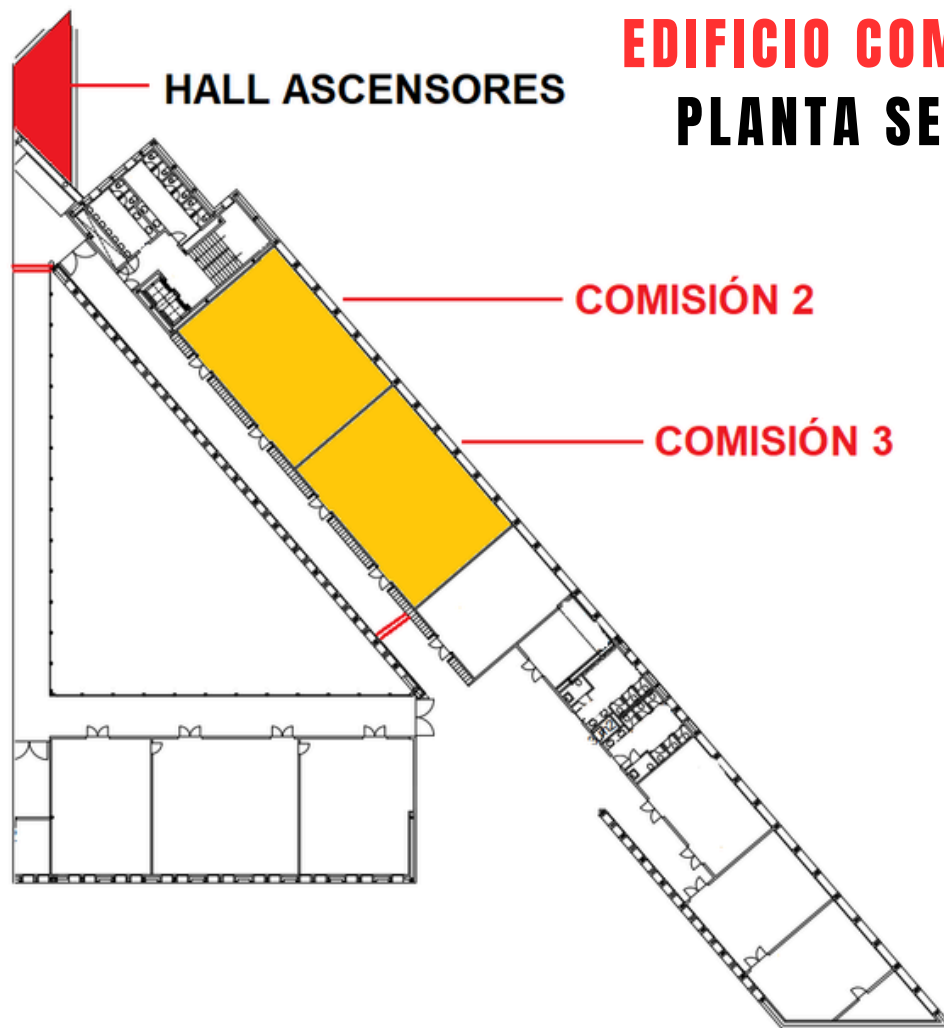 EDIFICIO COM
PLANTA SE
HALL ASCENSORES
COMISIÓN 2
COMISIÓN 3